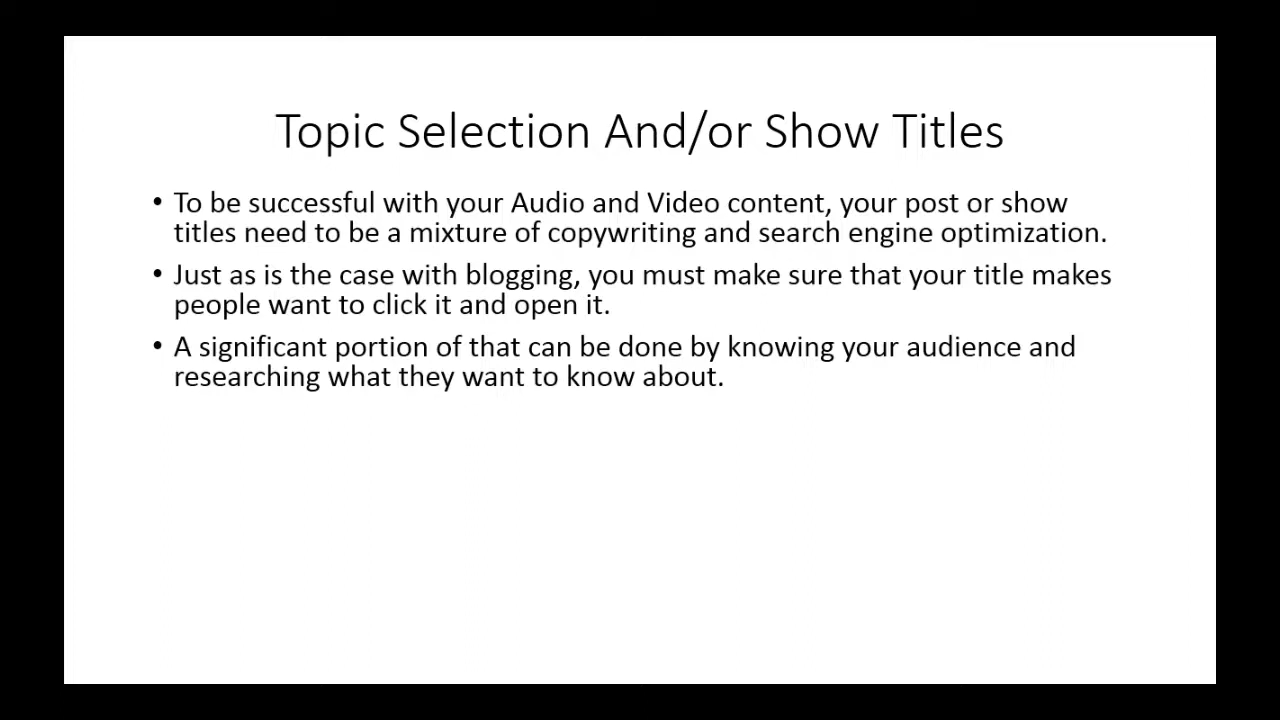 Topic Selection And/or Show Titles
• To be successful with your Audio and Video content, your post or show
titles need to be a mixture of copywriting and search engine optimization.
• Just as is the case with blogging, you must make sure that your title makes
people want to click it and open it.
• A significant portion of that can be done by knowing your audience and
researching what they want to know about.